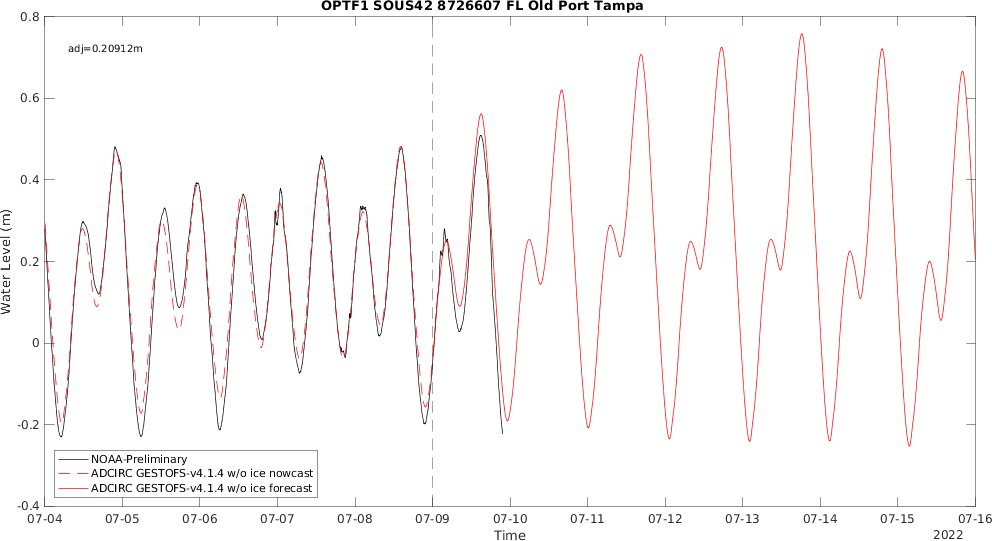 OPTF1 SOUS42 8726607 FL Old Port Tampa
adj=0.20912m
0.8
0.6
0.4
0.2
0
-0.2
-0.4
Water Level (m)
NOAA-Preliminary
ADCIRC GESTOFS-v4.1.4 w/o ice nowcast
ADCIRC GESTOFS-v4.1.4 w/o ice forecast
07-04 07-05 07-06 07-07 07-08 07-09 07-10 07-11 07-12 07-13 07-14 07-15 07-16
Time
2022